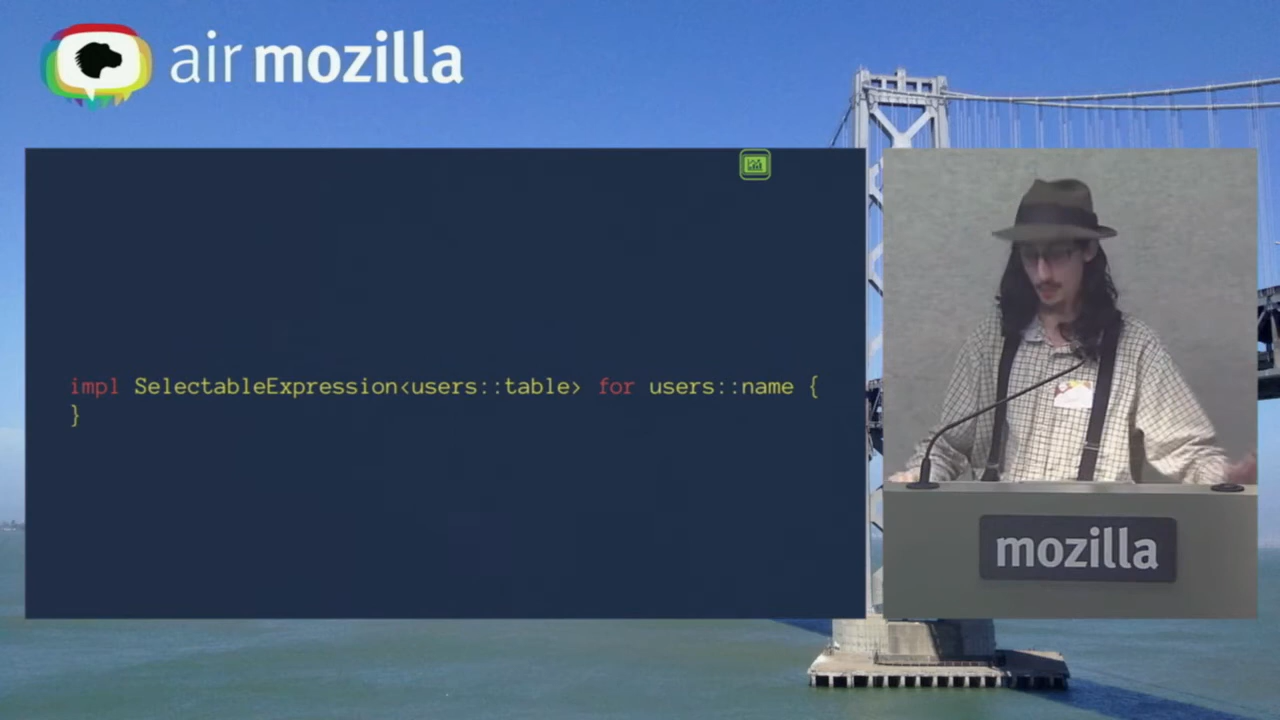 air mozilla
impl SelectableExpression<users::table> for users::name {
}
mozilla